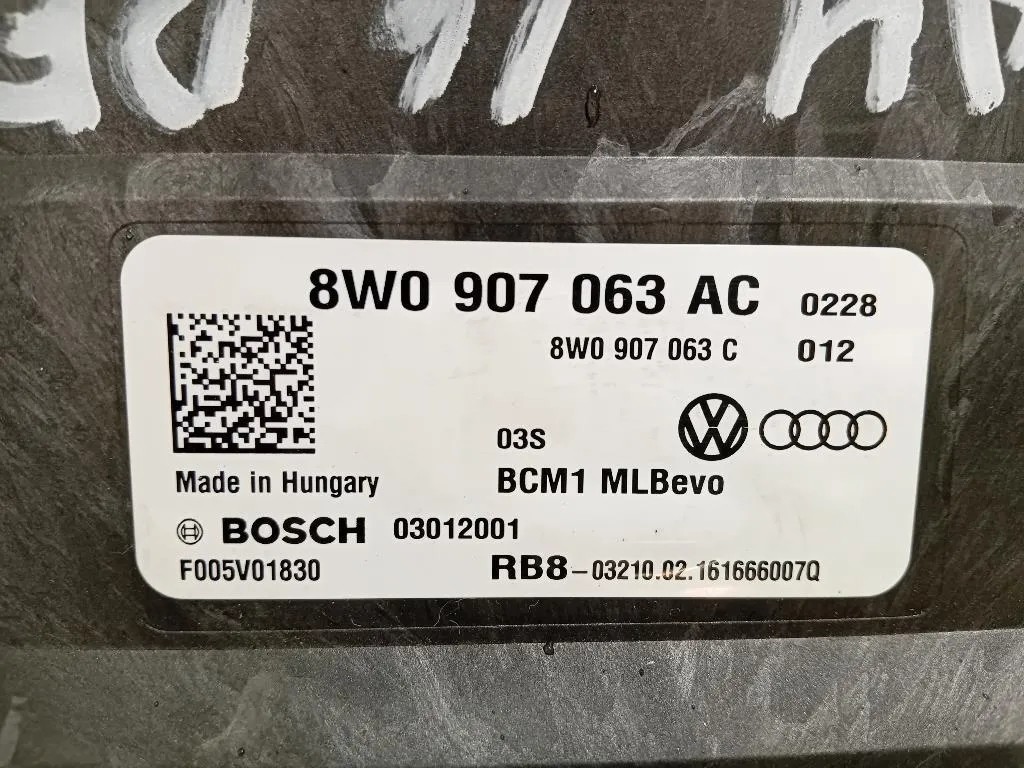 8W0 907 063 AC 0228
8W0 907 063 C 012
03S
Made in Hungary BCM1 MLBevo
BOSCH 03012001
F005V01830 RB8-03210.02.161666007Q